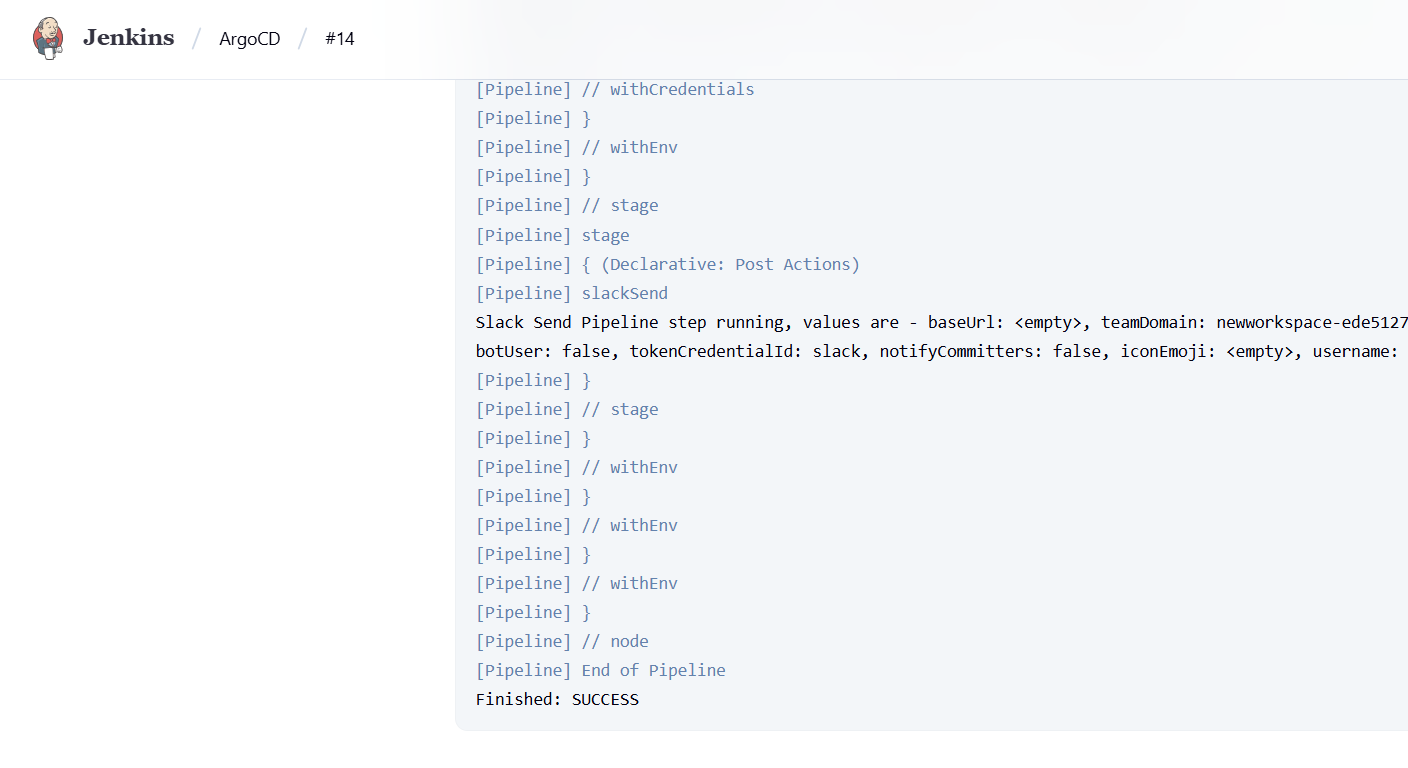 Jenkins / ArgoCD / #14
[Pipeline] // withCredentials
[Pipeline] }
[Pipeline] // withEnv
[Pipeline] }
[Pipeline] // stage
[Pipeline] stage
[Pipeline] { (Declarative: Post Actions)
[Pipeline] slackSend
Slack Send Pipeline step running, values are - baseUrl: <empty>, teamDomain: newworkspace-ede5127
botUser: false, tokenCredentialId: slack, notifyCommitters: false, iconEmoji: <empty>, username:
[Pipeline] }
[Pipeline] // stage
[Pipeline] }
[Pipeline] // withEnv
[Pipeline] }
[Pipeline] // withEnv
[Pipeline] }
[Pipeline] // withEnv
[Pipeline] }
[Pipeline] // node
[Pipeline] End of Pipeline
Finished: SUCCESS